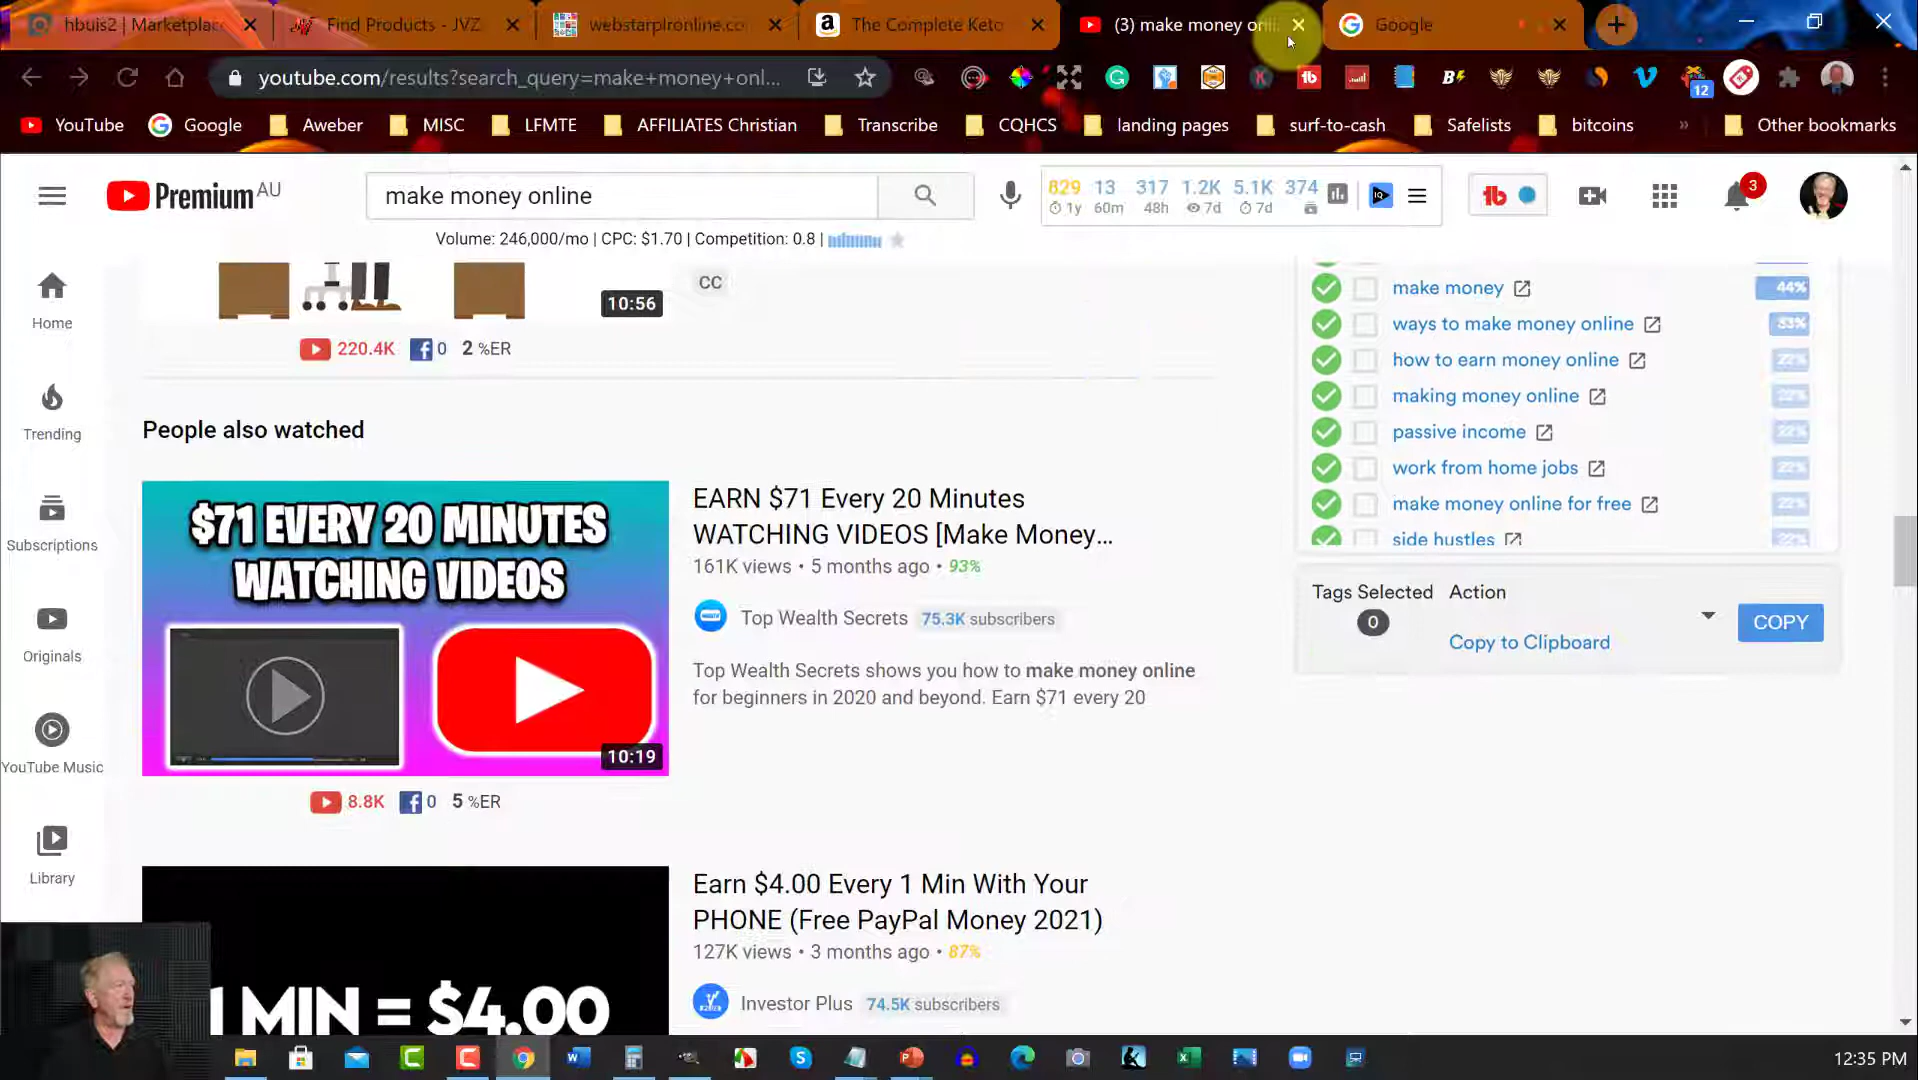 hbuis2 | Marketplac
Find Products - JVZ
webstarplronline.co
The Complete Keto
(3) make money onli
Google
youtube.com/results?search_query=make+money+onl...
12
YouTube
Google
Aweber
MISC
LFMTE
AFFILIATES Christian
Transcribe
CQHCS
landing pages
surf-to-cash
Safelists
bitcoins
»
Other bookmarks
Premium AU
make money online
829 13 317 1.2K 5.1K 374
1y 60m 48h 7d 7d
3
Volume: 246,000/mo | CPC: $1.70 | Competition: 0.8 |
Home
Trending
Subscriptions
Originals
YouTube Music
Library
10:56
CC
220.4K 0 2 %ER
People also watched
$71 EVERY 20 MINUTES
WATCHING VIDEOS
10:19
EARN $71 Every 20 Minutes
WATCHING VIDEOS [Make Money...
161K views • 5 months ago • 93%
Top Wealth Secrets 75.3K subscribers
Top Wealth Secrets shows you how to make money online
for beginners in 2020 and beyond. Earn $71 every 20
8.8K 0 5 %ER
1 MIN = $4.00
Earn $4.00 Every 1 Min With Your
PHONE (Free PayPal Money 2021)
127K views • 3 months ago • 87%
Investor Plus 74.5K subscribers
make money 44%
ways to make money online
how to earn money online 22%
making money online 22%
passive income 22%
work from home jobs 22%
make money online for free 22%
side hustles 22%
Tags Selected
0
Action
Copy to Clipboard
COPY
12:35 PM